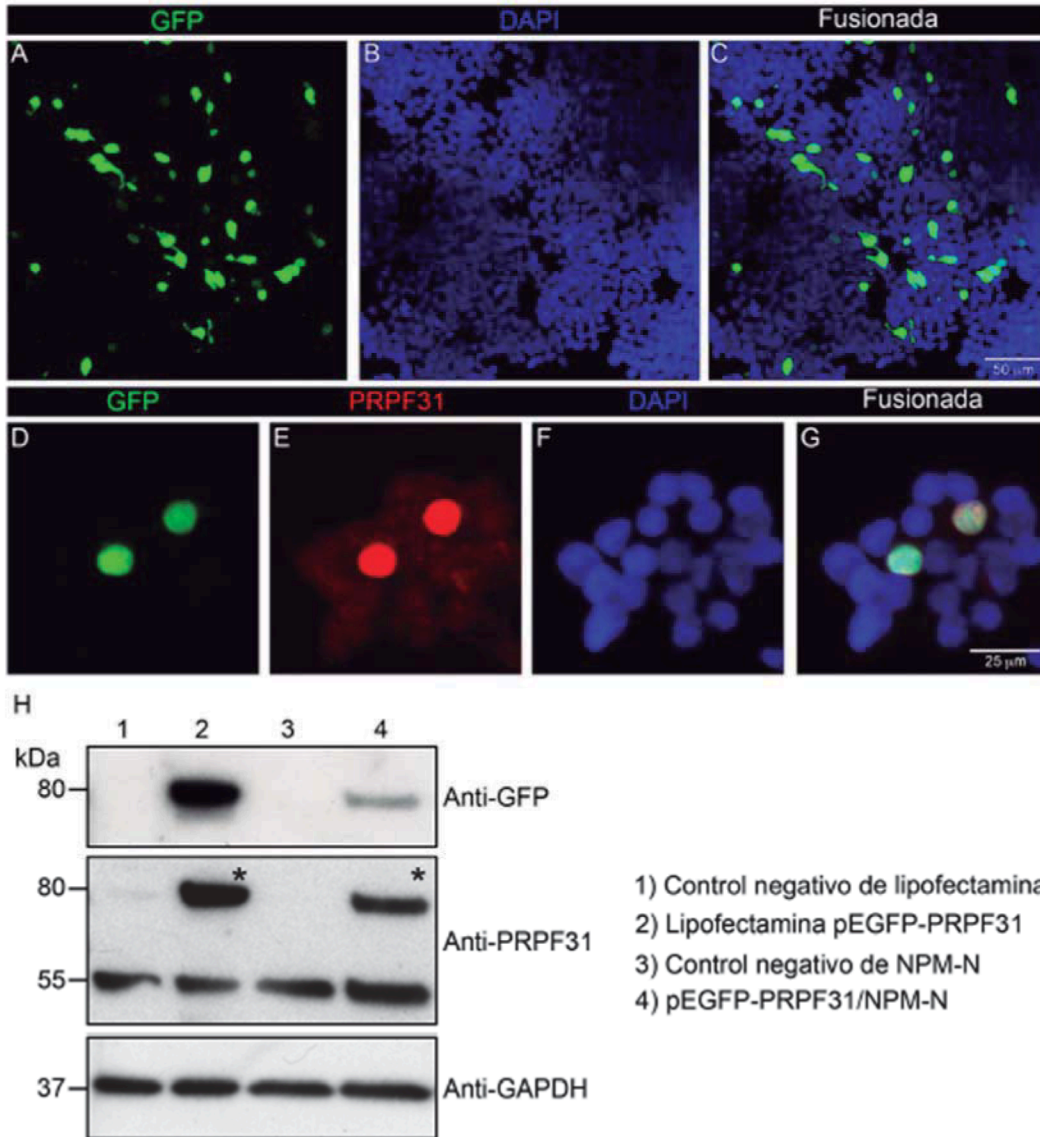 GFP DAPI Fusionada
A B C
50 μm
GFP PRPF31 DAPI Fusionada
D E F G
25 μm
H
1 2 3 4
kDa
80 Anti-GFP
80 *  *
Anti-PRPF31
55
37 Anti-GAPDH
1) Control negativo de lipofectamina
2) Lipofectamina pEGFP-PRPF31
3) Control negativo de NPM-N
4) pEGFP-PRPF31/NPM-N